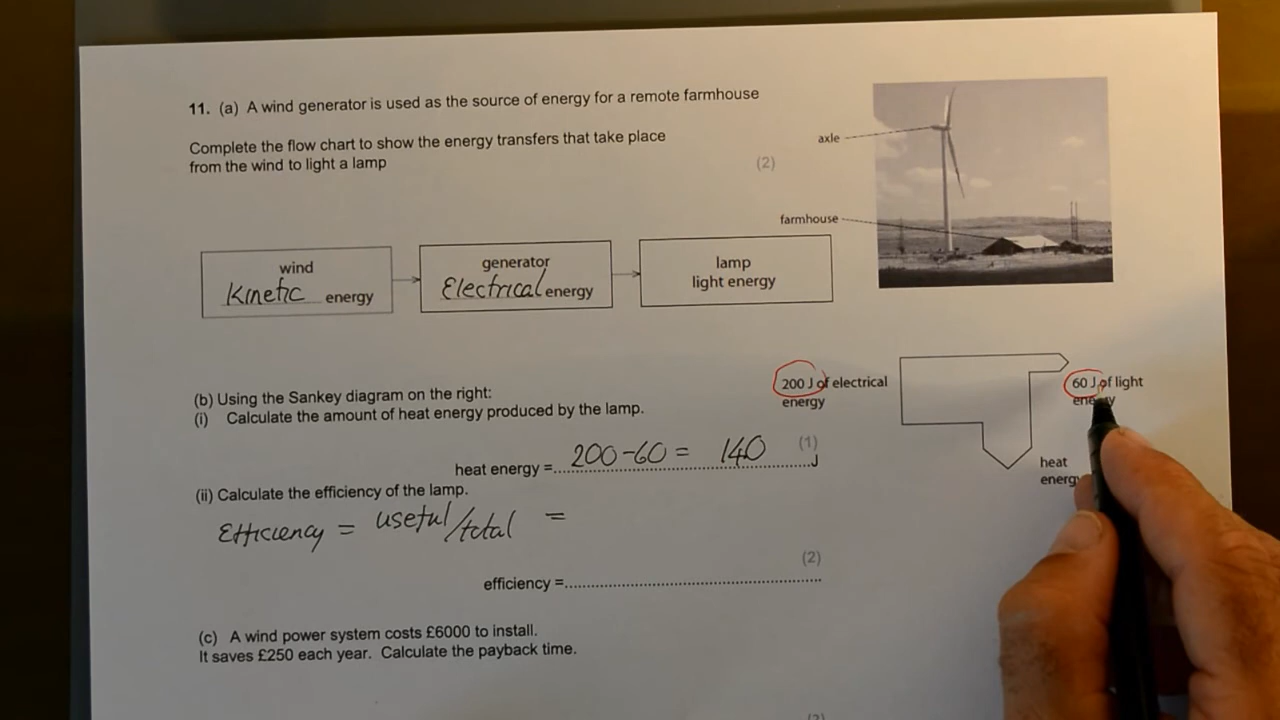 11. (a) A wind generator is used as the source of energy for a remote farmhouse
Complete the flow chart to show the energy transfers that take place
from the wind to light a lamp
(2)
axle
farmhouse
wind
Kinetic energy
generator
Electrical energy
lamp
light energy
(b) Using the Sankey diagram on the right:
(i) Calculate the amount of heat energy produced by the lamp.
200 J of electrical
energy
60 J of light
heat
heat energy = 200-60 = 140 J
(1)
(ii) Calculate the efficiency of the lamp.
Efficiency = useful/total =
(2)
efficiency =
(c) A wind power system costs £6000 to install.
It saves £250 each year. Calculate the payback time.